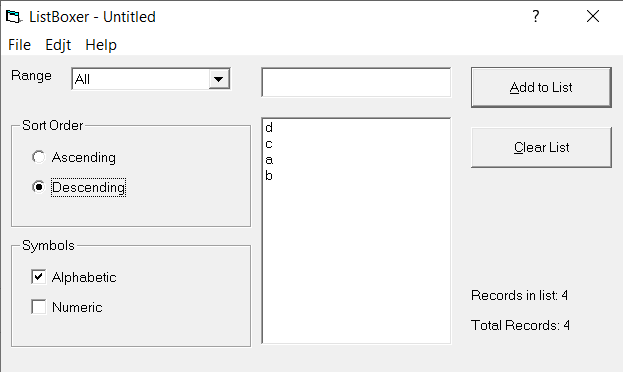 ListBoxer - Untitled
File Edjt Help
Range All Add to List
Sort Order
Ascending
Descending
Symbols
Alphabetic
Numeric
d
c
a
b
Clear List
Records in list: 4
Total Records: 4